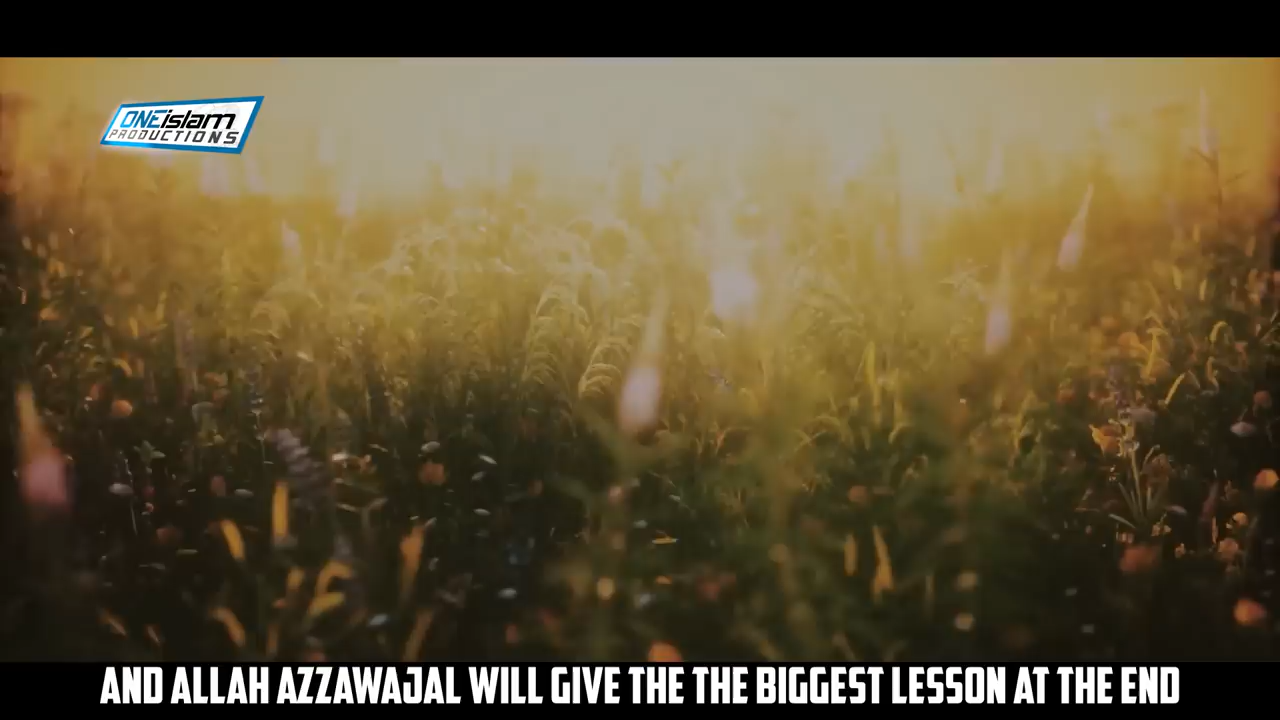 ONEislam
PRODUCTIONS
AND ALLAH AZZAWAJAL WILL GIVE THE THE BIGGEST LESSON AT THE END